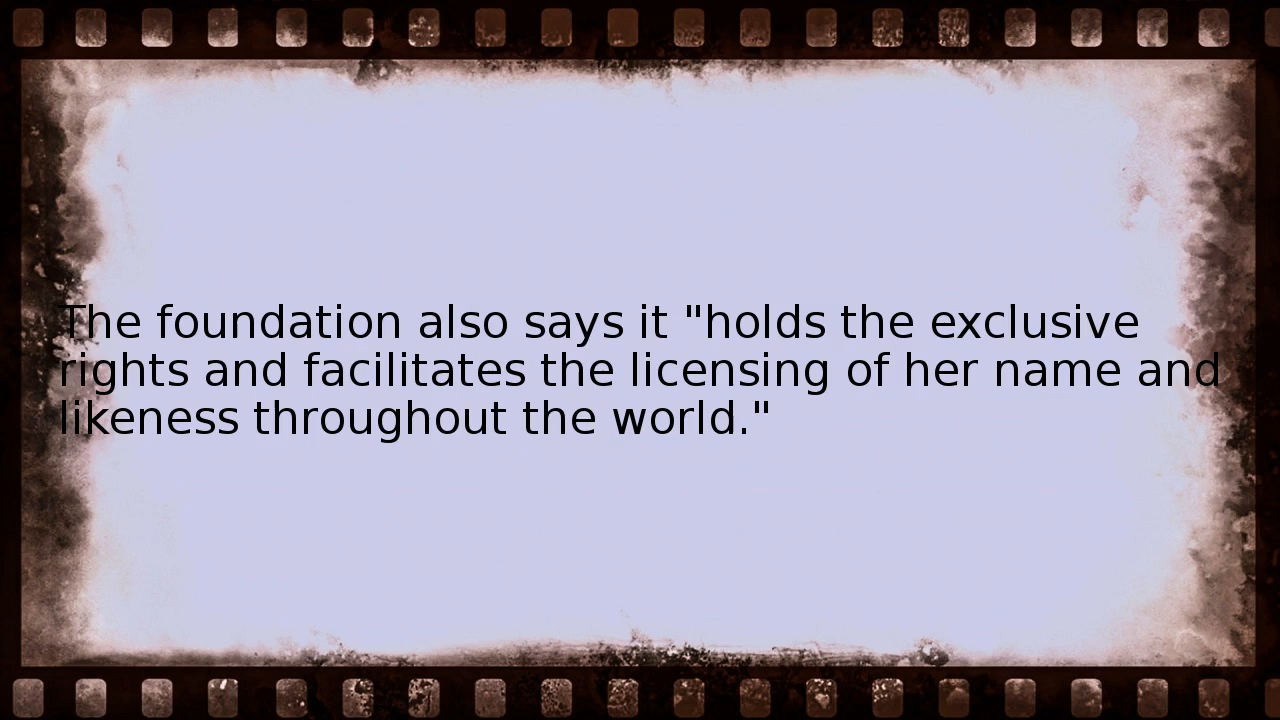 The foundation also says it "holds the exclusive
rights and facilitates the licensing of her name and
likeness throughout the world."